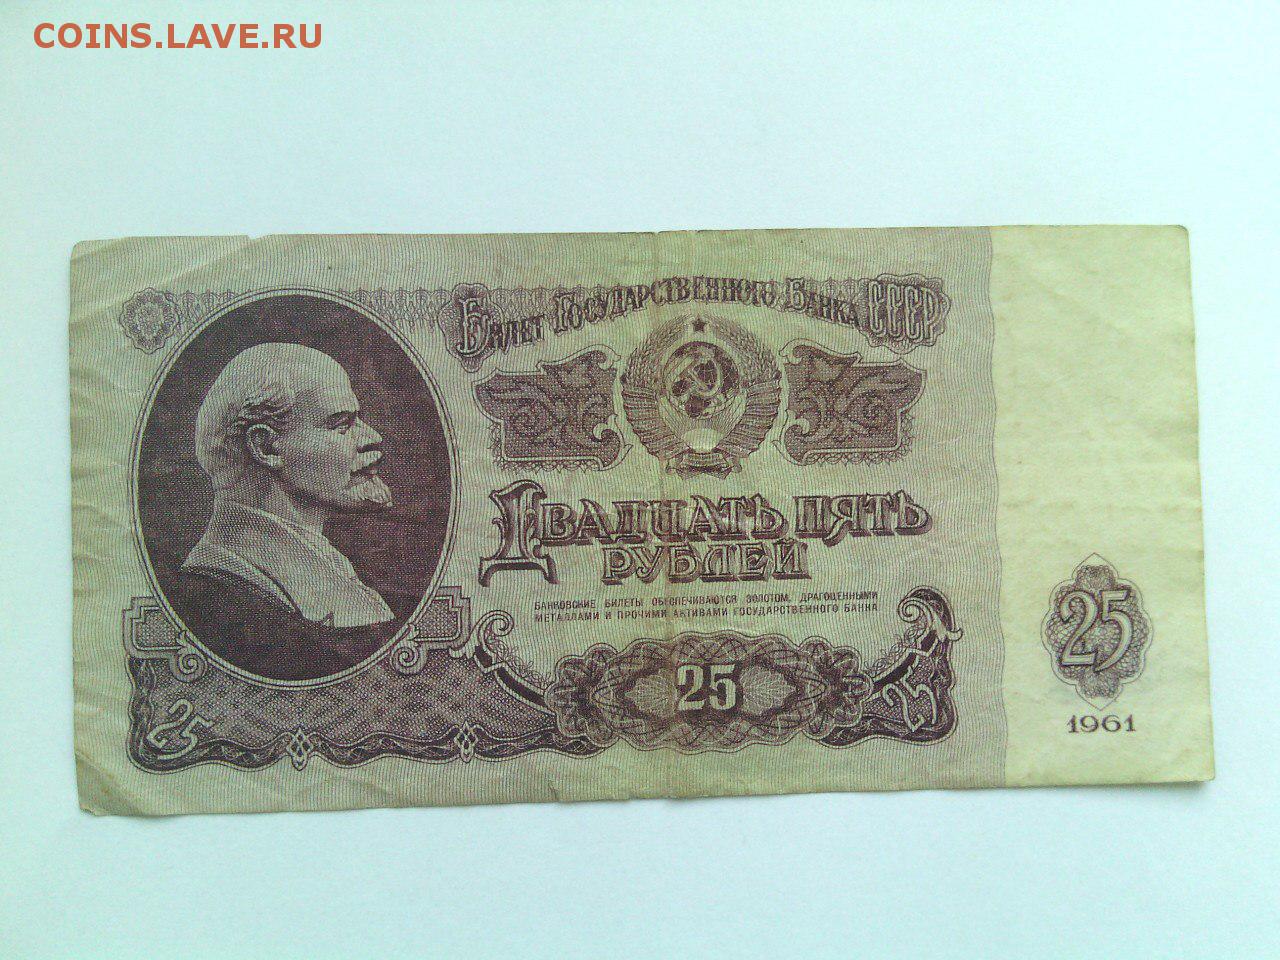 COINS.LAVE.RU
Билет Государственного Банка СССР
Двадцать пять
рублей
БАНКОВСКИЕ БИЛЕТЫ ОБЕСПЕЧИВАЮТСЯ ЗОЛОТОМ, ДРАГОЦЕННЫМИ
МЕТАЛЛАМИ И ПРОЧИМИ АКТИВАМИ ГОСУДАРСТВЕННОГО БАНКА
25
25
25
25
1961